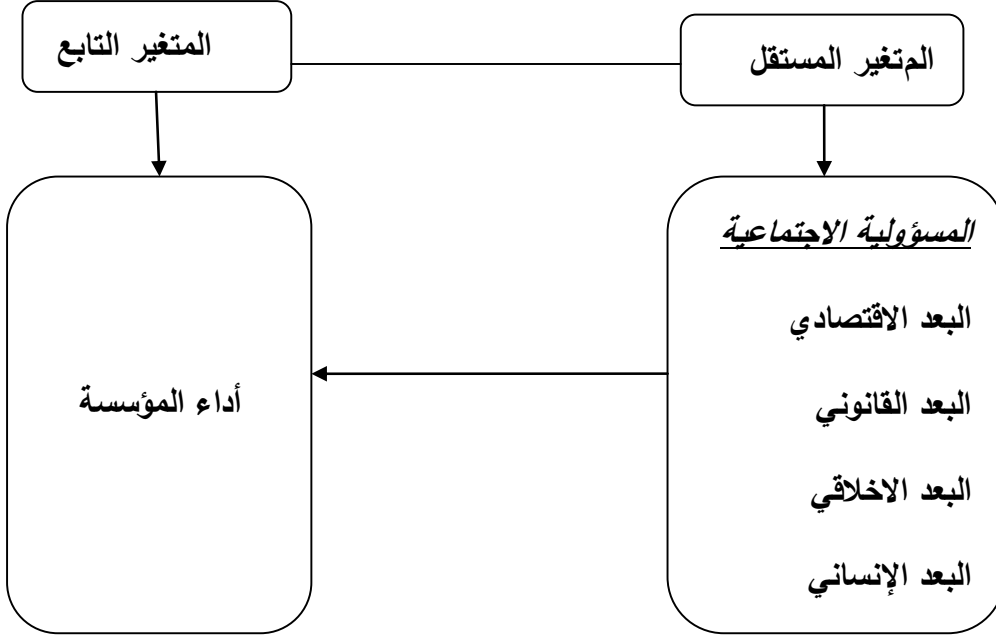 المتغير المستقل
المتغير التابع
المسؤولية الاجتماعية
البعد الاقتصادي
البعد القانوني
البعد الاخلاقي
البعد الإنساني
أداء المؤسسة